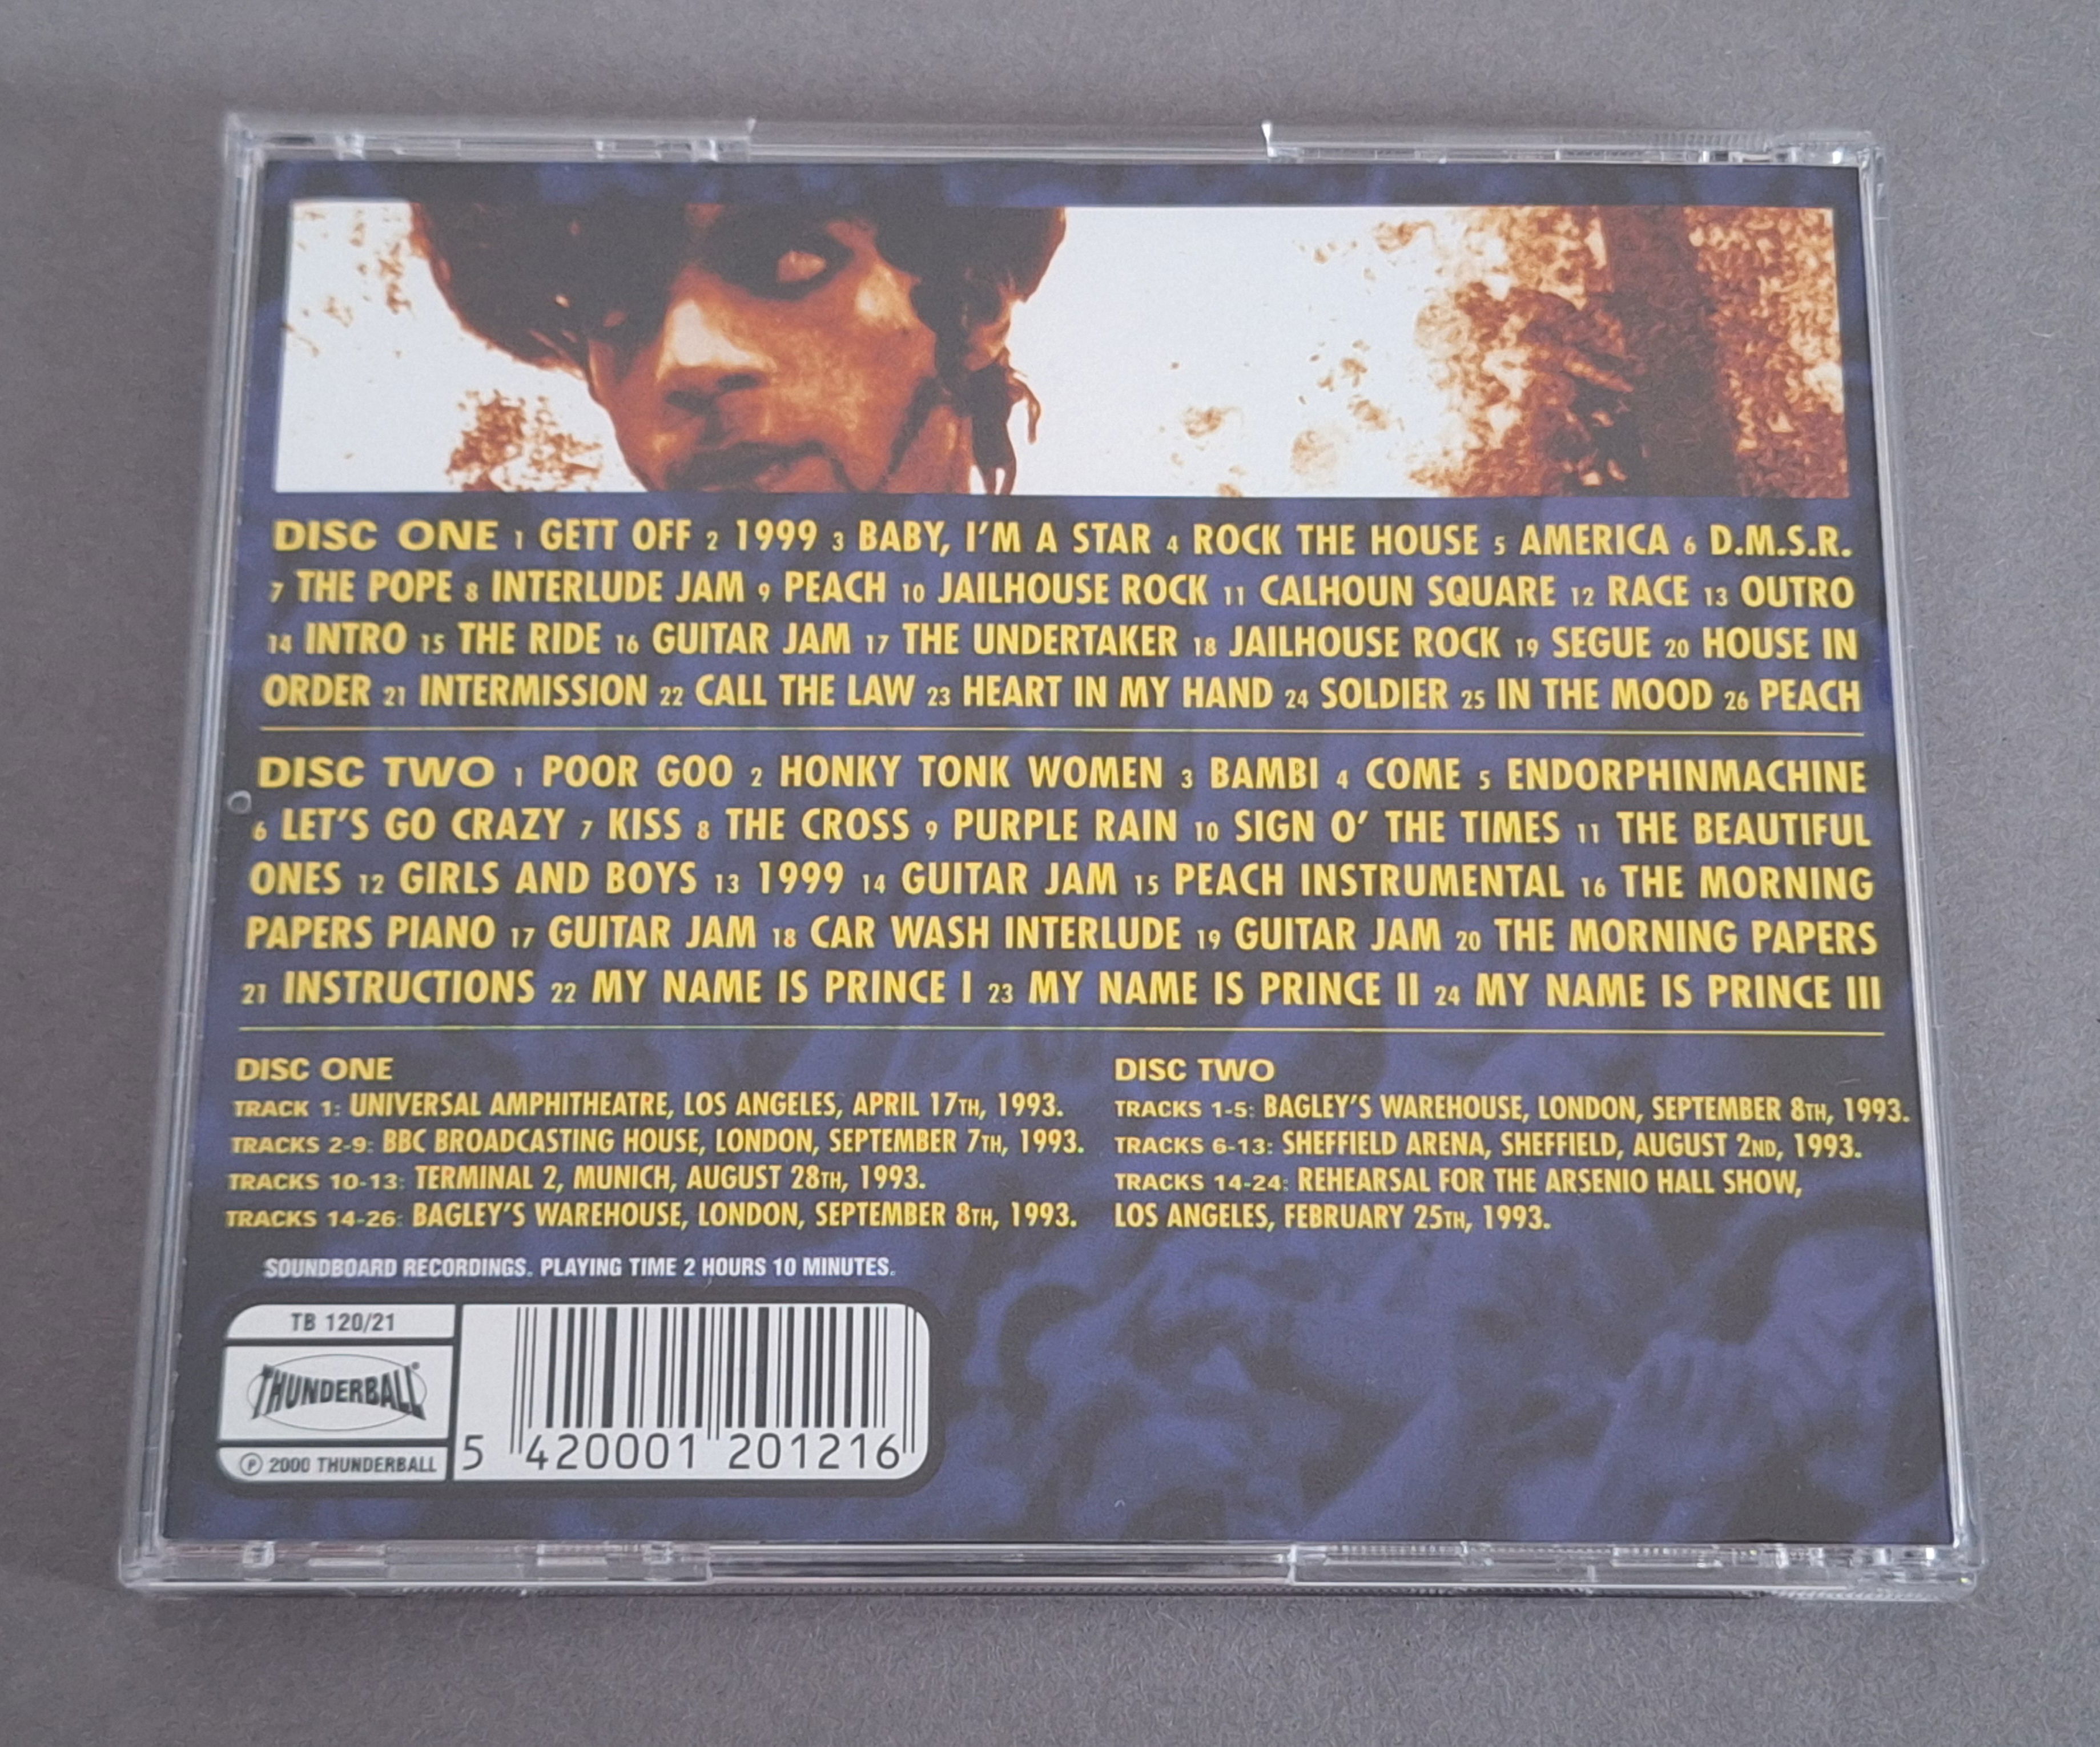 DISC ONE 1 GETT OFF 2 1999 3 BABY, I'M A STAR 4 ROCK THE HOUSE 5 AMERICA 6 D.M.S.R.
7 THE POPE 8 INTERLUDE JAM 9 PEACH 10 JAILHOUSE ROCK 11 CALHOUN SQUARE 12 RACE 13 OUTRO
14 INTRO 15 THE RIDE 16 GUITAR JAM 17 THE UNDERTAKER 18 JAILHOUSE ROCK 19 SEGUE 20 HOUSE IN
ORDER 21 INTERMISSION 22 CALL THE LAW 23 HEART IN MY HAND 24 SOLDIER 25 IN THE MOOD 26 PEACH
DISC TWO 1 POOR GOO 2 HONKY TONK WOMEN 3 BAMBI 4 COME 5 ENDORPHINMACHINE
6 LET'S GO CRAZY 7 KISS 8 THE CROSS 9 PURPLE RAIN 10 SIGN O' THE TIMES 11 THE BEAUTIFUL
ONES 12 GIRLS AND BOYS 13 1999 14 GUITAR JAM 15 PEACH INSTRUMENTAL 16 THE MORNING
PAPERS PIANO 17 GUITAR JAM 18 CAR WASH INTERLUDE 19 GUITAR JAM 20 THE MORNING PAPERS
21 INSTRUCTIONS 22 MY NAME IS PRINCE I 23 MY NAME IS PRINCE II 24 MY NAME IS PRINCE III
DISC ONE
TRACK 1: UNIVERSAL AMPHITHEATRE, LOS ANGELES, APRIL 17TH, 1993.
TRACKS 2-9: BBC BROADCASTING HOUSE, LONDON, SEPTEMBER 7TH, 1993.
TRACKS 10-13: TERMINAL 2, MUNICH, AUGUST 28TH, 1993.
TRACKS 14-26: BAGLEY'S WAREHOUSE, LONDON, SEPTEMBER 8TH, 1993.
DISC TWO
TRACKS 1-5: BAGLEY'S WAREHOUSE, LONDON, SEPTEMBER 8TH, 1993.
TRACKS 6-13: SHEFFIELD ARENA, SHEFFIELD, AUGUST 2ND, 1993.
TRACKS 14-24: REHEARSAL FOR THE ARSENIO HALL SHOW,
LOS ANGELES, FEBRUARY 25TH, 1993.
SOUNDBOARD RECORDINGS. PLAYING TIME 2 HOURS 10 MINUTES.
TB 120/21
THUNDERBALL®
℗ 2000 THUNDERBALL
5 420001 201216